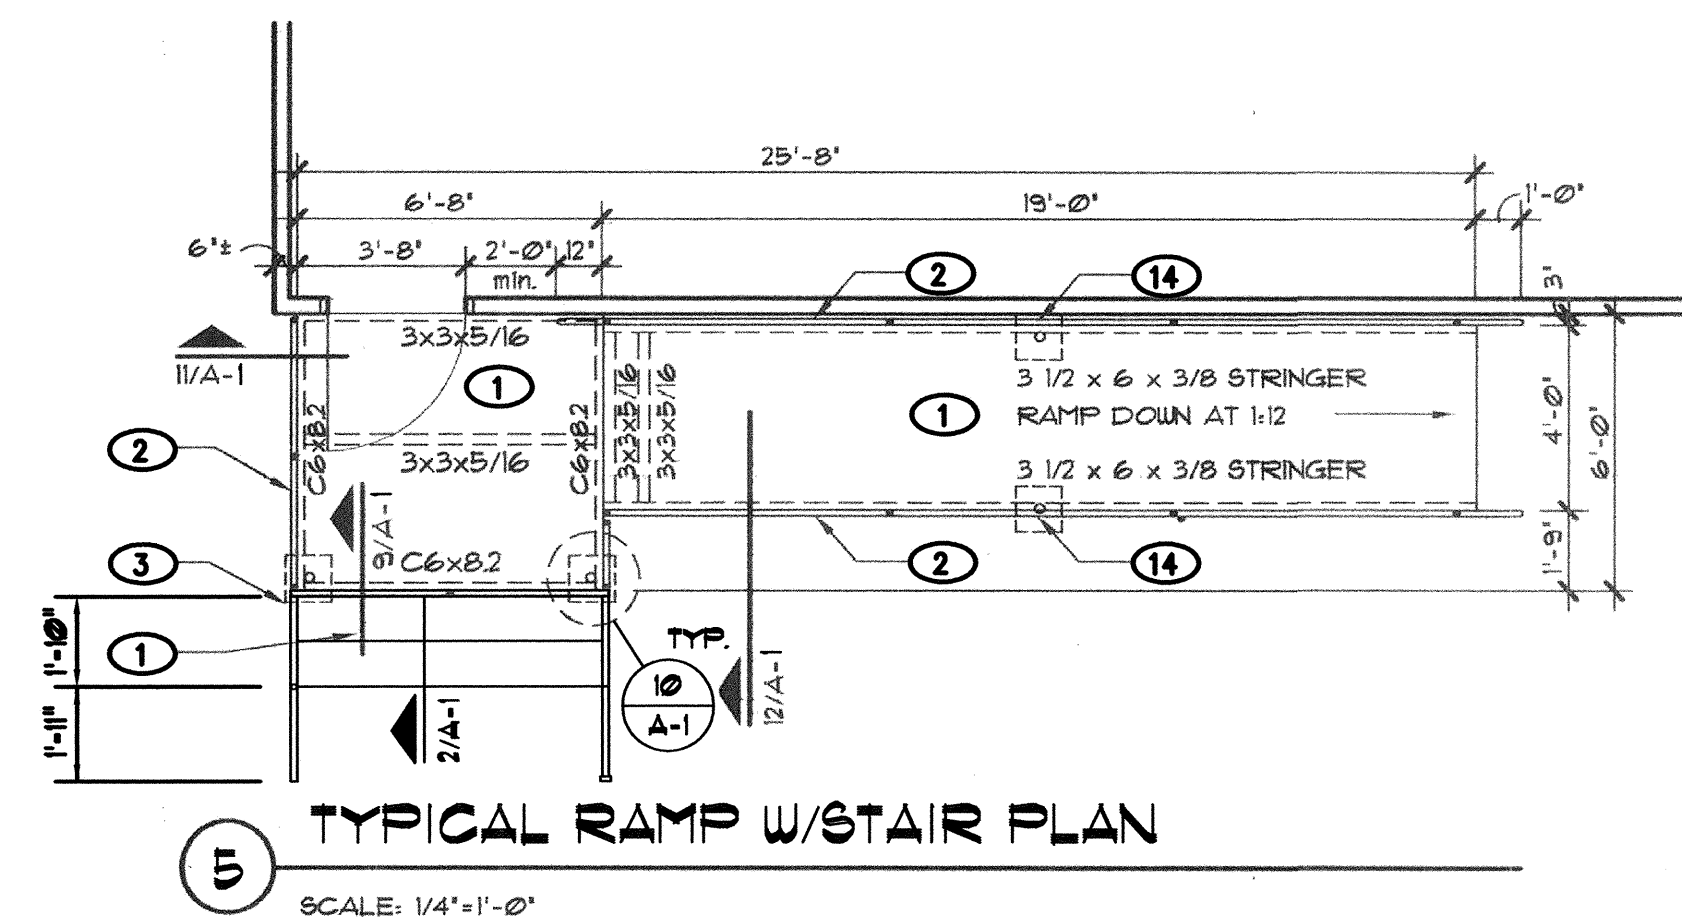 25'-8"
6'-8"
19'-0"
1'-0"
6"±
3'-8"
2'-0"
12"
min.
2
14
3"
3x3x5/16
11/A-1
1
3x3x5/16
3x3x5/16
3 1/2 x 6 x 3/8 STRINGER
1
RAMP DOWN AT 1:12
4'-0"
6'-0"
2
C6x8.2
C6x8.2
3x3x5/16
3 1/2 x 6 x 3/8 STRINGER
9/A-1
1'-9"
3
C6x8.2
2
14
1'-10"
1
TYP.
10
A-1
12/A-1
1'-11"
2/A-1
TYPICAL RAMP W/STAIR PLAN
5
SCALE: 1/4"=1'-0"